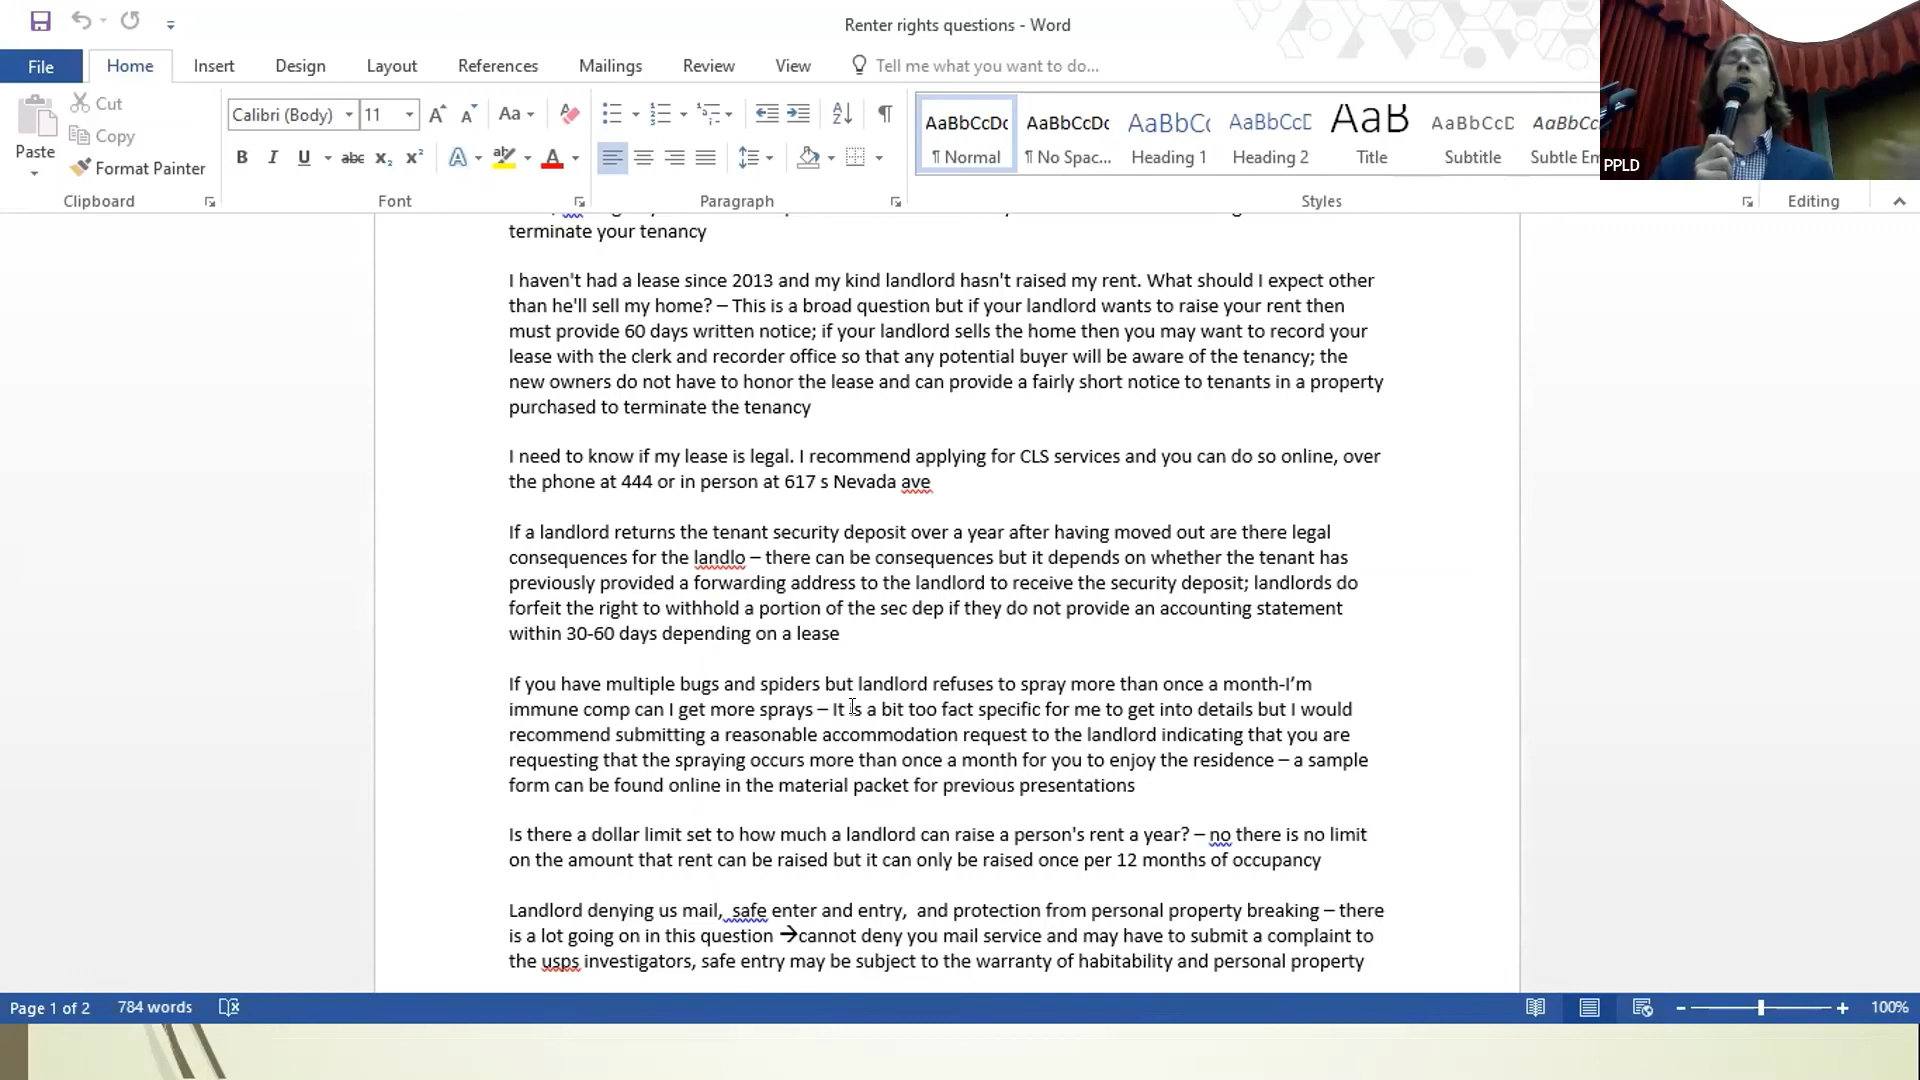 Renter rights questions - Word
File Home Insert Design Layout References Mailings Review View Tell me what you want to do...
PPLD
Cut
Copy
Format Painter
Paste
Calibri (Body) 11
Aa
B I U abc X₂ X² A ab A
AaBbCcDc AaBbCcDc AaBbC AaBbCcD AaB AaBbCcD AaBbCc
¶ Normal ¶ No Spac... Heading 1 Heading 2 Title Subtitle Subtle Em
Clipboard Font Paragraph Styles Editing
terminate your tenancy
I haven't had a lease since 2013 and my kind landlord hasn't raised my rent. What should I expect other
than he'll sell my home? – This is a broad question but if your landlord wants to raise your rent then
must provide 60 days written notice; if your landlord sells the home then you may want to record your
lease with the clerk and recorder office so that any potential buyer will be aware of the tenancy; the
new owners do not have to honor the lease and can provide a fairly short notice to tenants in a property
purchased to terminate the tenancy
I need to know if my lease is legal. I recommend applying for CLS services and you can do so online, over
the phone at 444 or in person at 617 s Nevada ave
If a landlord returns the tenant security deposit over a year after having moved out are there legal
consequences for the landlo – there can be consequences but it depends on whether the tenant has
previously provided a forwarding address to the landlord to receive the security deposit; landlords do
forfeit the right to withhold a portion of the sec dep if they do not provide an accounting statement
within 30-60 days depending on a lease
If you have multiple bugs and spiders but landlord refuses to spray more than once a month-I’m
immune comp can I get more sprays – It is a bit too fact specific for me to get into details but I would
recommend submitting a reasonable accommodation request to the landlord indicating that you are
requesting that the spraying occurs more than once a month for you to enjoy the residence – a sample
form can be found online in the material packet for previous presentations
Is there a dollar limit set to how much a landlord can raise a person's rent a year? – no there is no limit
on the amount that rent can be raised but it can only be raised once per 12 months of occupancy
Landlord denying us mail,  safe enter and entry,  and protection from personal property breaking – there
is a lot going on in this question →cannot deny you mail service and may have to submit a complaint to
the usps investigators, safe entry may be subject to the warranty of habitability and personal property
Page 1 of 2 784 words 100%